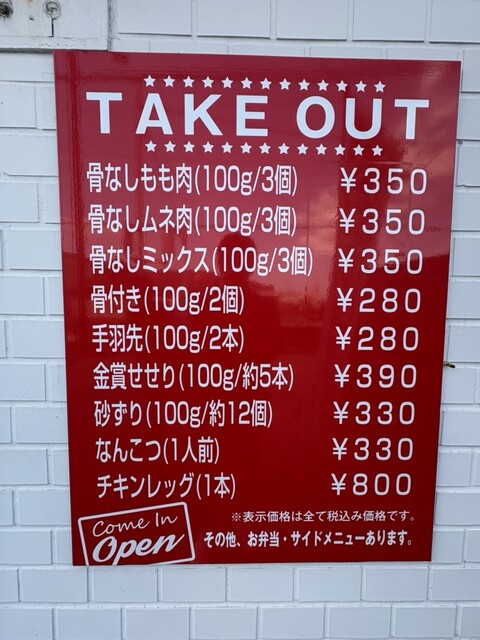 TAKE OUT
骨なしもも肉(100g/3個) ¥350
骨なしムネ肉(100g/3個) ¥350
骨なしミックス(100g/3個) ¥350
骨付き(100g/2個) ¥280
手羽先(100g/2本) ¥280
金賞せせり(100g/約5本) ¥390
砂ずり(100g/約12個) ¥330
なんこつ(1人前) ¥330
チキンレッグ(1本) ¥800
※表示価格は全て税込み価格です。
その他、お弁当・サイドメニューあります。
Come In
Open